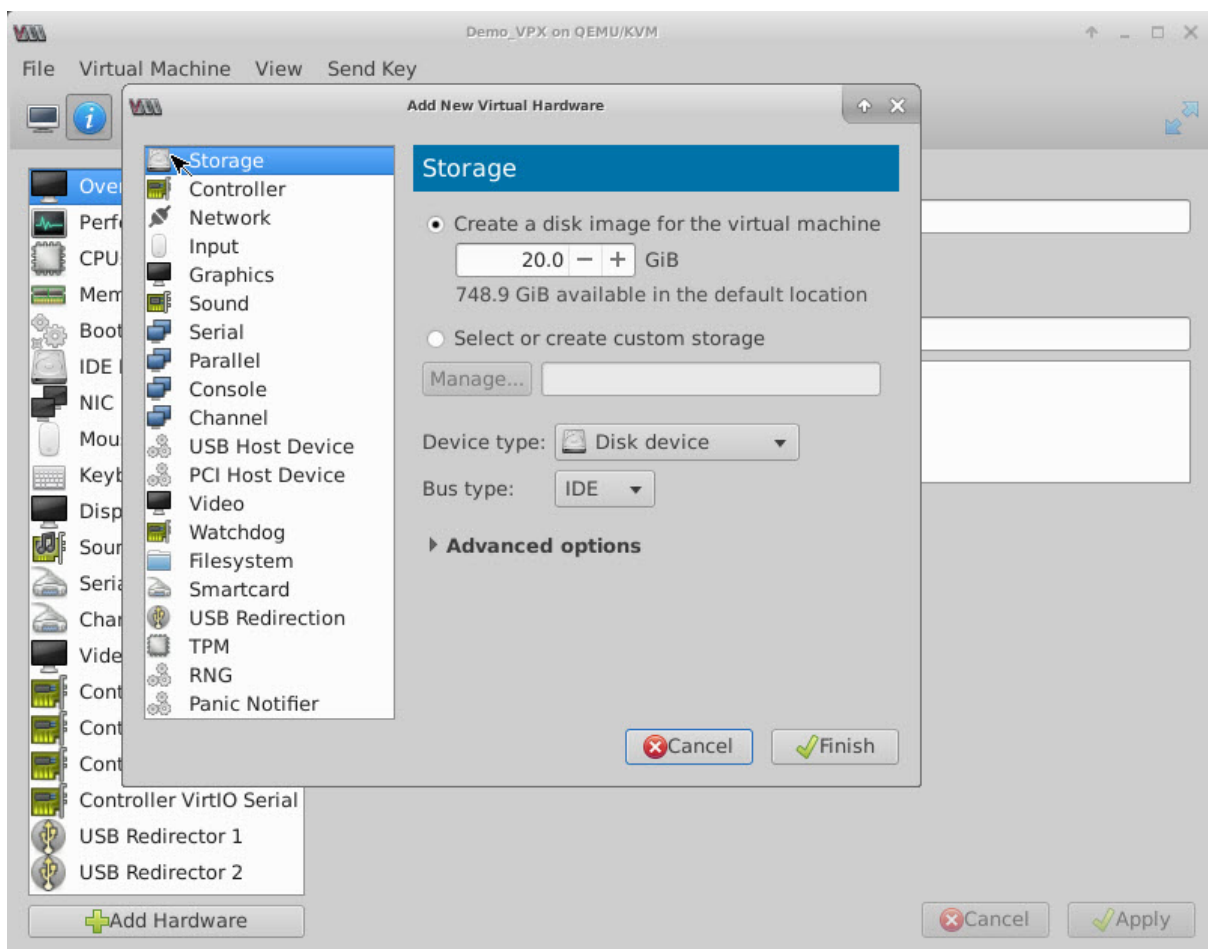 Demo_VPX on QEMU/KVM
File Virtual Machine View Send Key
Add New Virtual Hardware
Storage
Controller
Network
Input
Graphics
Sound
Serial
Parallel
Console
Channel
USB Host Device
PCI Host Device
Video
Watchdog
Filesystem
Smartcard
USB Redirection
TPM
RNG
Panic Notifier
Storage
Create a disk image for the virtual machine
20.0 − + GiB
748.9 GiB available in the default location
Select or create custom storage
Manage...
Device type: Disk device
Bus type: IDE
Advanced options
Cancel Finish
Over
Perf
CPU
Mem
Boot
IDE
NIC
Mou
Keyb
Disp
Soun
Seria
Char
Vide
Cont
Cont
Cont
Controller VirtIO Serial
USB Redirector 1
USB Redirector 2
Add Hardware
Cancel Apply